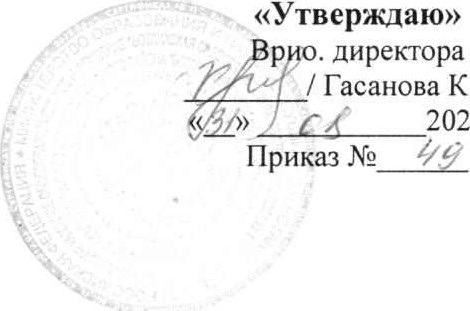 «Утверждаю»
Врио. директора
/ Гасанова К
«31» 08 202
Приказ № 49